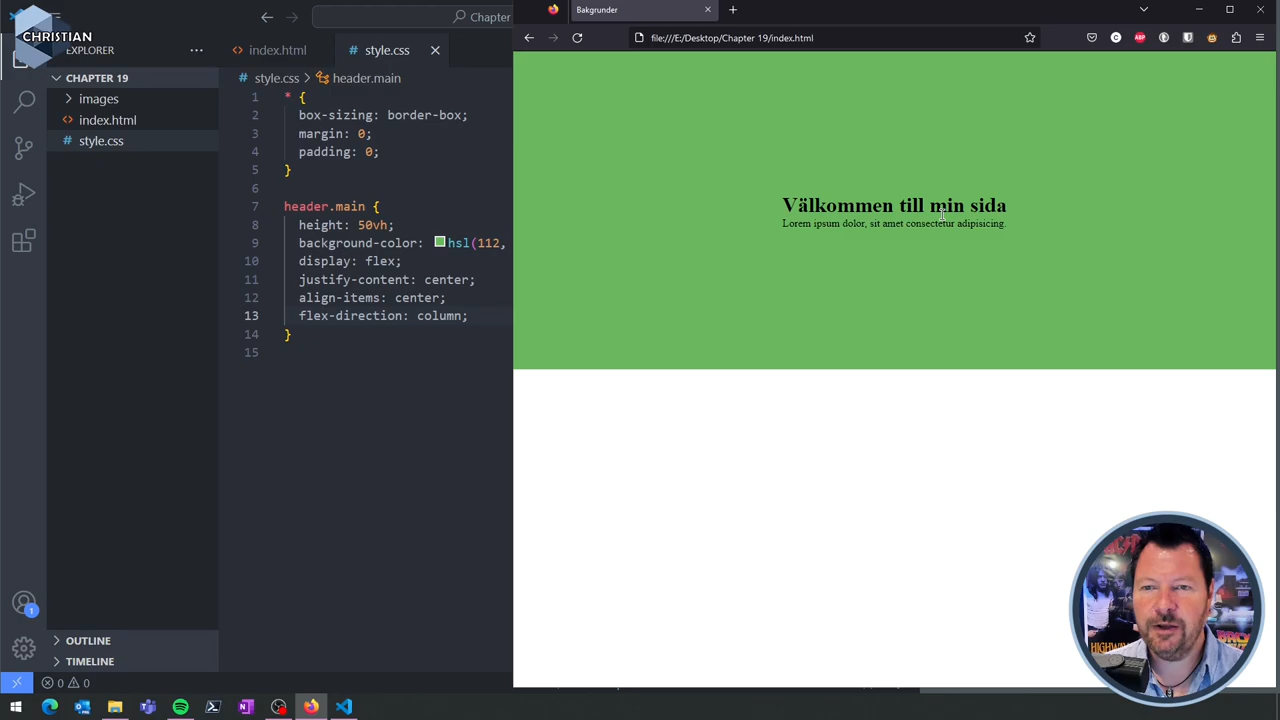 CHRISTIAN
Chapter
EXPLORER
index.html
style.css
CHAPTER 19
images
index.html
style.css
style.css > header.main
1 * {
2 box-sizing: border-box;
3 margin: 0;
4 padding: 0;
5 }
6
7 header.main {
8 height: 50vh;
9 background-color: hsl(112,
10 display: flex;
11 justify-content: center;
12 align-items: center;
13 flex-direction: column;
14 }
15
OUTLINE
TIMELINE
1
0 0
Bakgrunder
file:///E:/Desktop/Chapter 19/index.html
ABP
Välkommen till min sida
Lorem ipsum dolor, sit amet consectetur adipisicing.